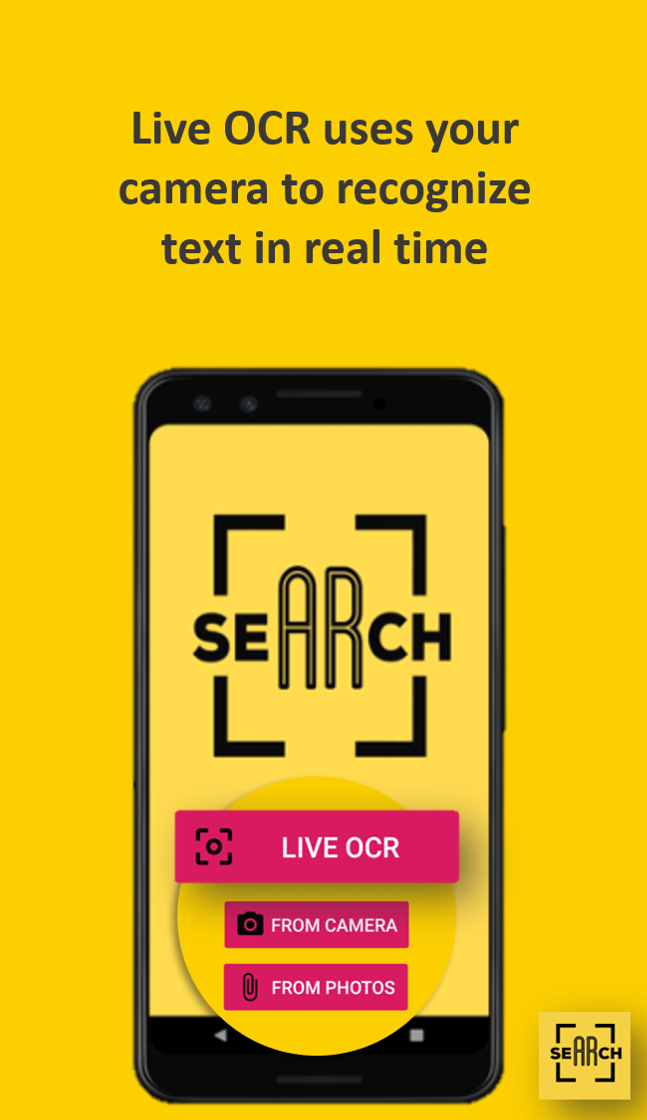 Live OCR uses your
camera to recognize
text in real time
SEARCH
LIVE OCR
FROM CAMERA
FROM PHOTOS
SEARCH